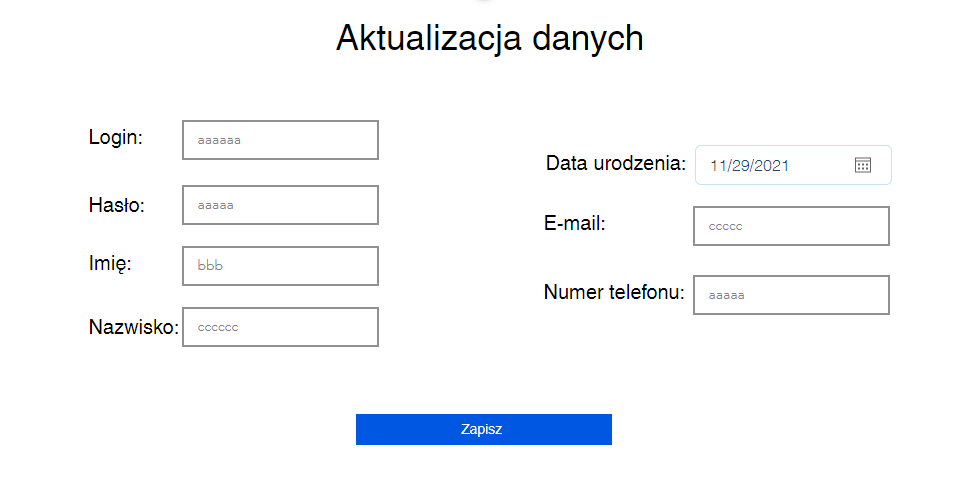 Aktualizacja danych
Login: aaaaaa
Hasło: aaaaa
Imię: bbb
Nazwisko: cccccc
Data urodzenia: 11/29/2021
E-mail: ccccc
Numer telefonu: aaaaa
Zapisz